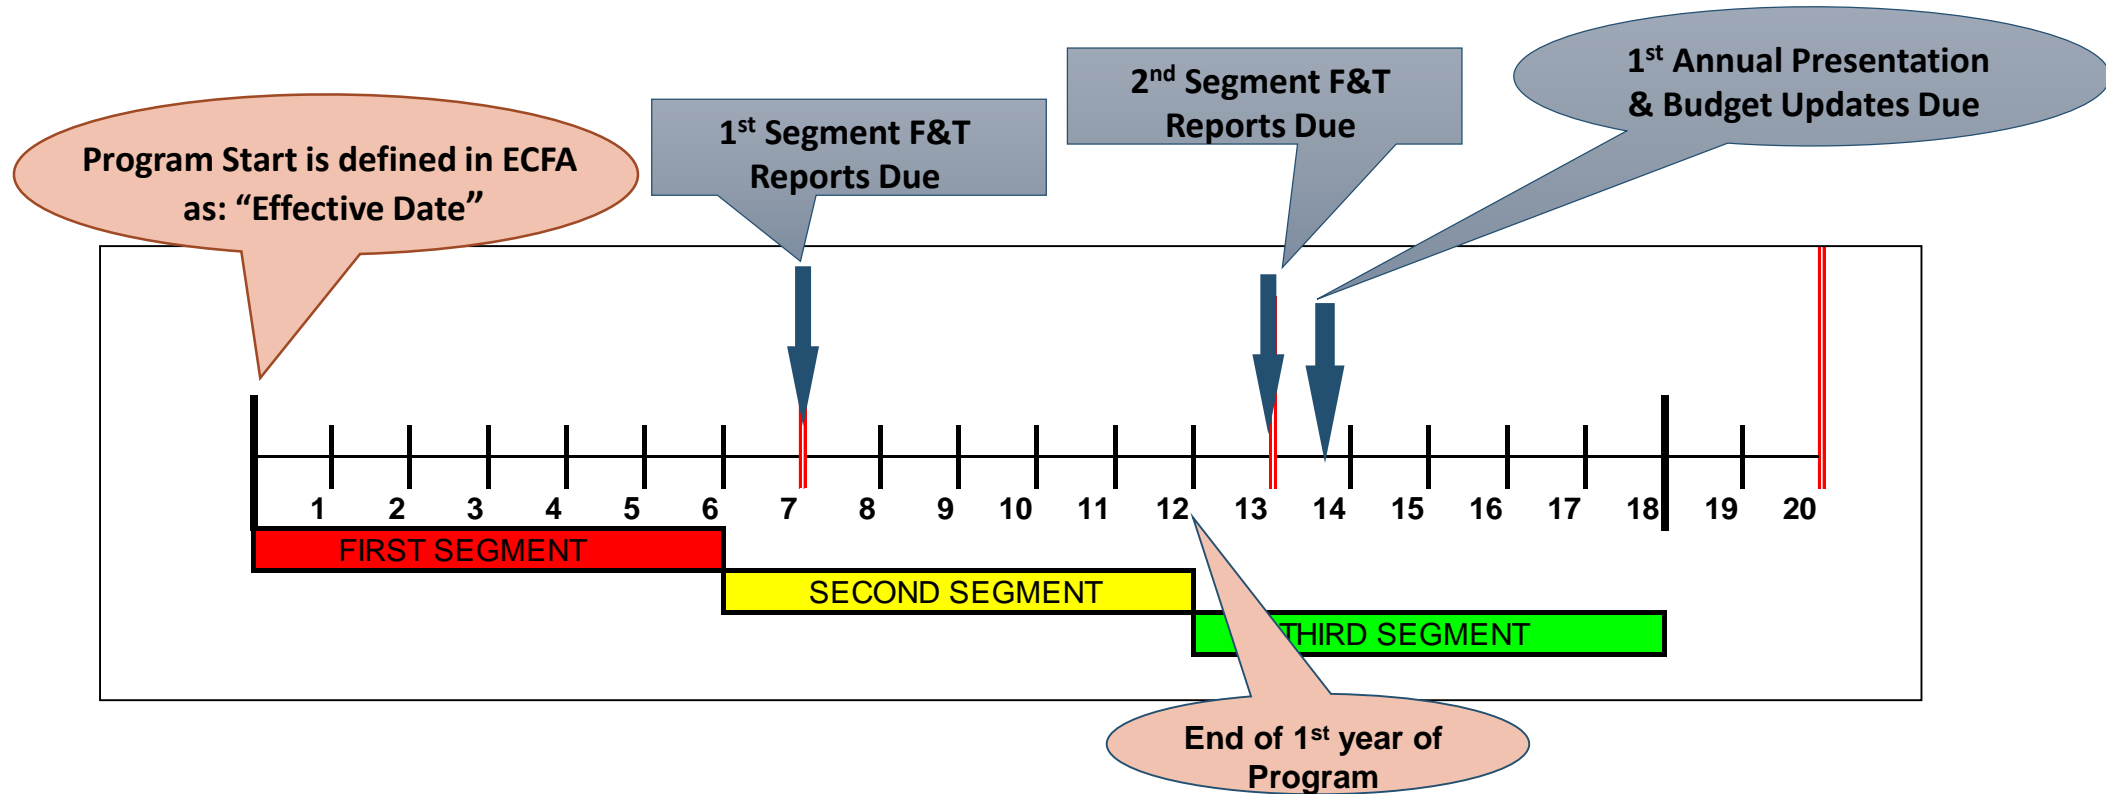 Program Start is defined in ECFA
as: “Effective Date”
1st Segment F&T
Reports Due
2nd Segment F&T
Reports Due
1st Annual Presentation
& Budget Updates Due
1 2 3 4 5 6 7 8 9 10 11 12 13 14 15 16 17 18 19 20
FIRST SEGMENT
SECOND SEGMENT
THIRD SEGMENT
End of 1st year of
Program